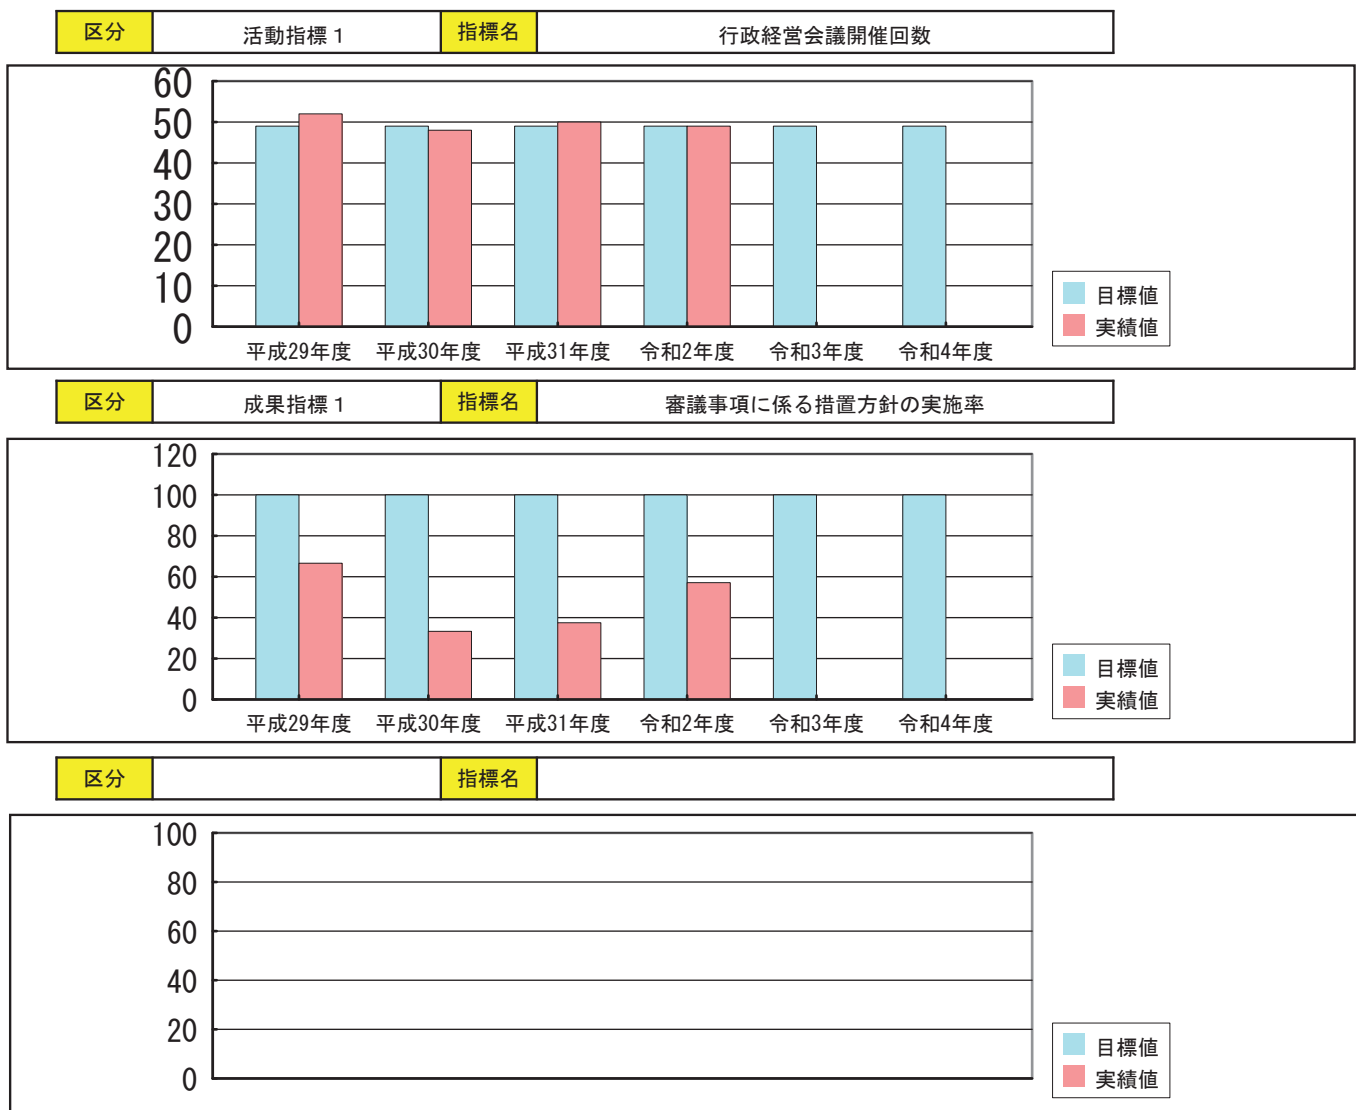 区分 活動指標1 指標名 行政経営会議開催回数
60
50
40
30
20
10
0
平成29年度 平成30年度 平成31年度 令和2年度 令和3年度 令和4年度
目標値
実績値
区分 成果指標1 指標名 審議事項に係る措置方針の実施率
120
100
80
60
40
20
0
平成29年度 平成30年度 平成31年度 令和2年度 令和3年度 令和4年度
目標値
実績値
区分 指標名
100
80
60
40
20
0
目標値
実績値